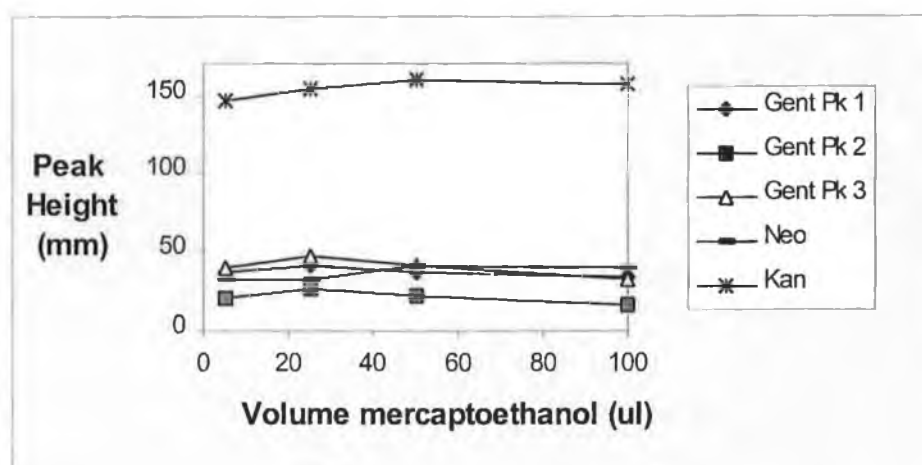 150
100
50
0
Peak
Height
(mm)
0 20 40 60 80 100
Volume mercaptoethanol (ul)
Gent Pk 1
Gent Pk 2
Gent Pk 3
Neo
Kan